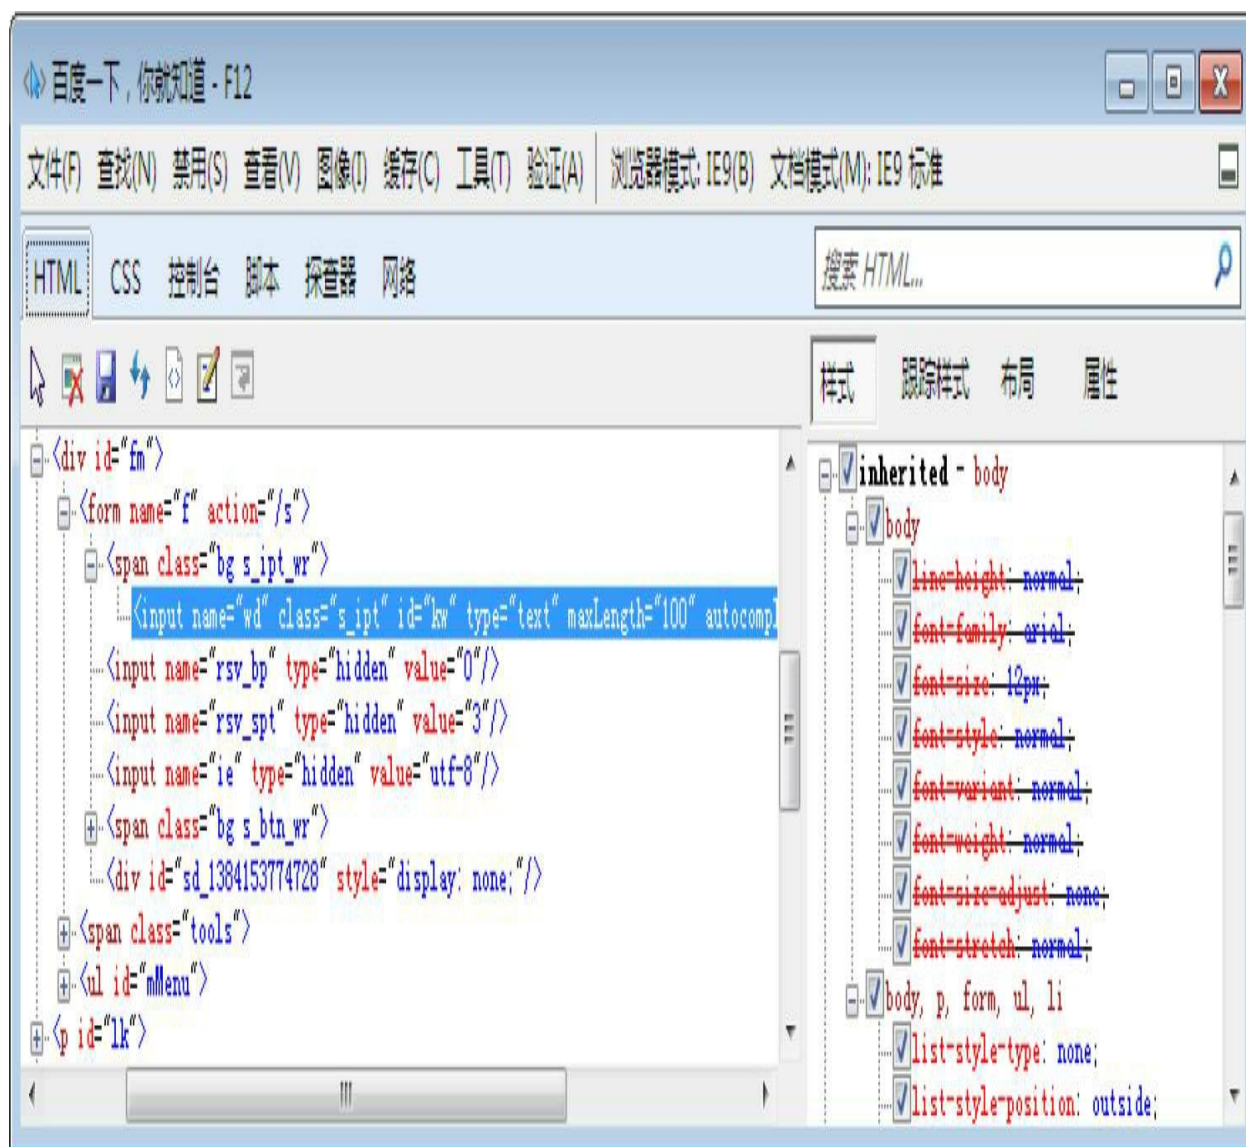 百度一下，你就知道 - F12
文件(F) 查找(N) 禁用(S) 查看(V) 图像(I) 缓存(C) 工具(T) 验证(A) 浏览器模式: IE9(B) 文档模式(M): IE9 标准
HTML CSS 控制台 脚本 探查器 网络 搜索 HTML...
样式 跟踪样式 布局 属性
<div id="fm">
<form name="f" action="/s">
<span class="bg s_ipt_wr">
<input name="wd" class="s_ipt" id="kw" type="text" maxLength="100" autocompl
<input name="rsv_bp" type="hidden" value="0"/>
<input name="rsv_spt" type="hidden" value="3"/>
<input name="ie" type="hidden" value="utf-8"/>
<span class="bg s_btn_wr">
<div id="sd_1384153774728" style="display: none;"/>
<span class="tools">
<ul id="mMenu">
<p id="lk">
inherited - body
body
line-height: normal;
font-family: arial;
font-size: 12px;
font-style: normal;
font-variant: normal;
font-weight: normal;
font-size-adjust: none;
font-stretch: normal;
body, p, form, ul, li
list-style-type: none;
list-style-position: outside;